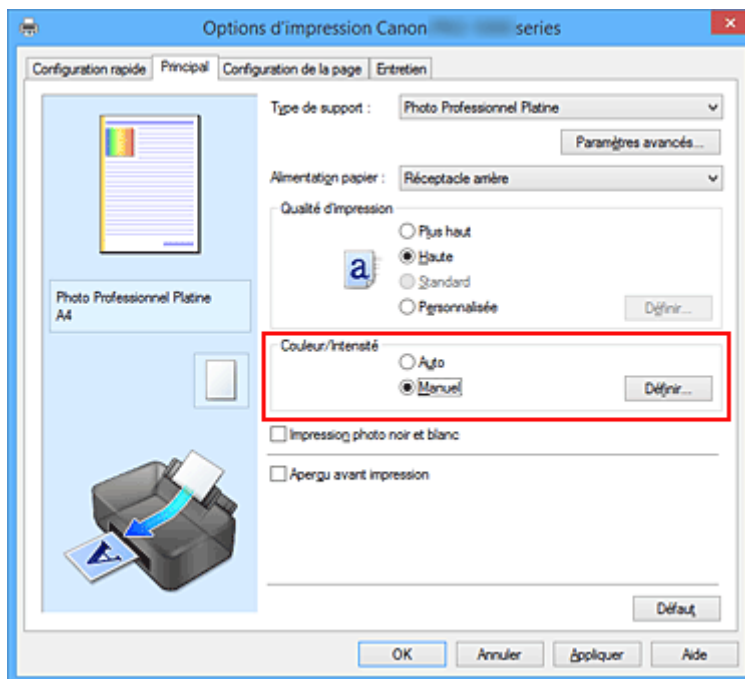 Options d'impression Canon series
Configuration rapide Principal Configuration de la page Entretien
Type de support : Photo Professionnel Platine
Paramètres avancés...
Alimentation papier : Réceptacle arrière
Qualité d'impression
Plus haut
Haute
Standard
Personnalisée Définir...
a
Photo Professionnel Platine
A4
Couleur/Intensité
Auto
Manuel Définir...
Impression photo noir et blanc
Aperçu avant impression
A
Défaut
OK Annuler Appliquer Aide